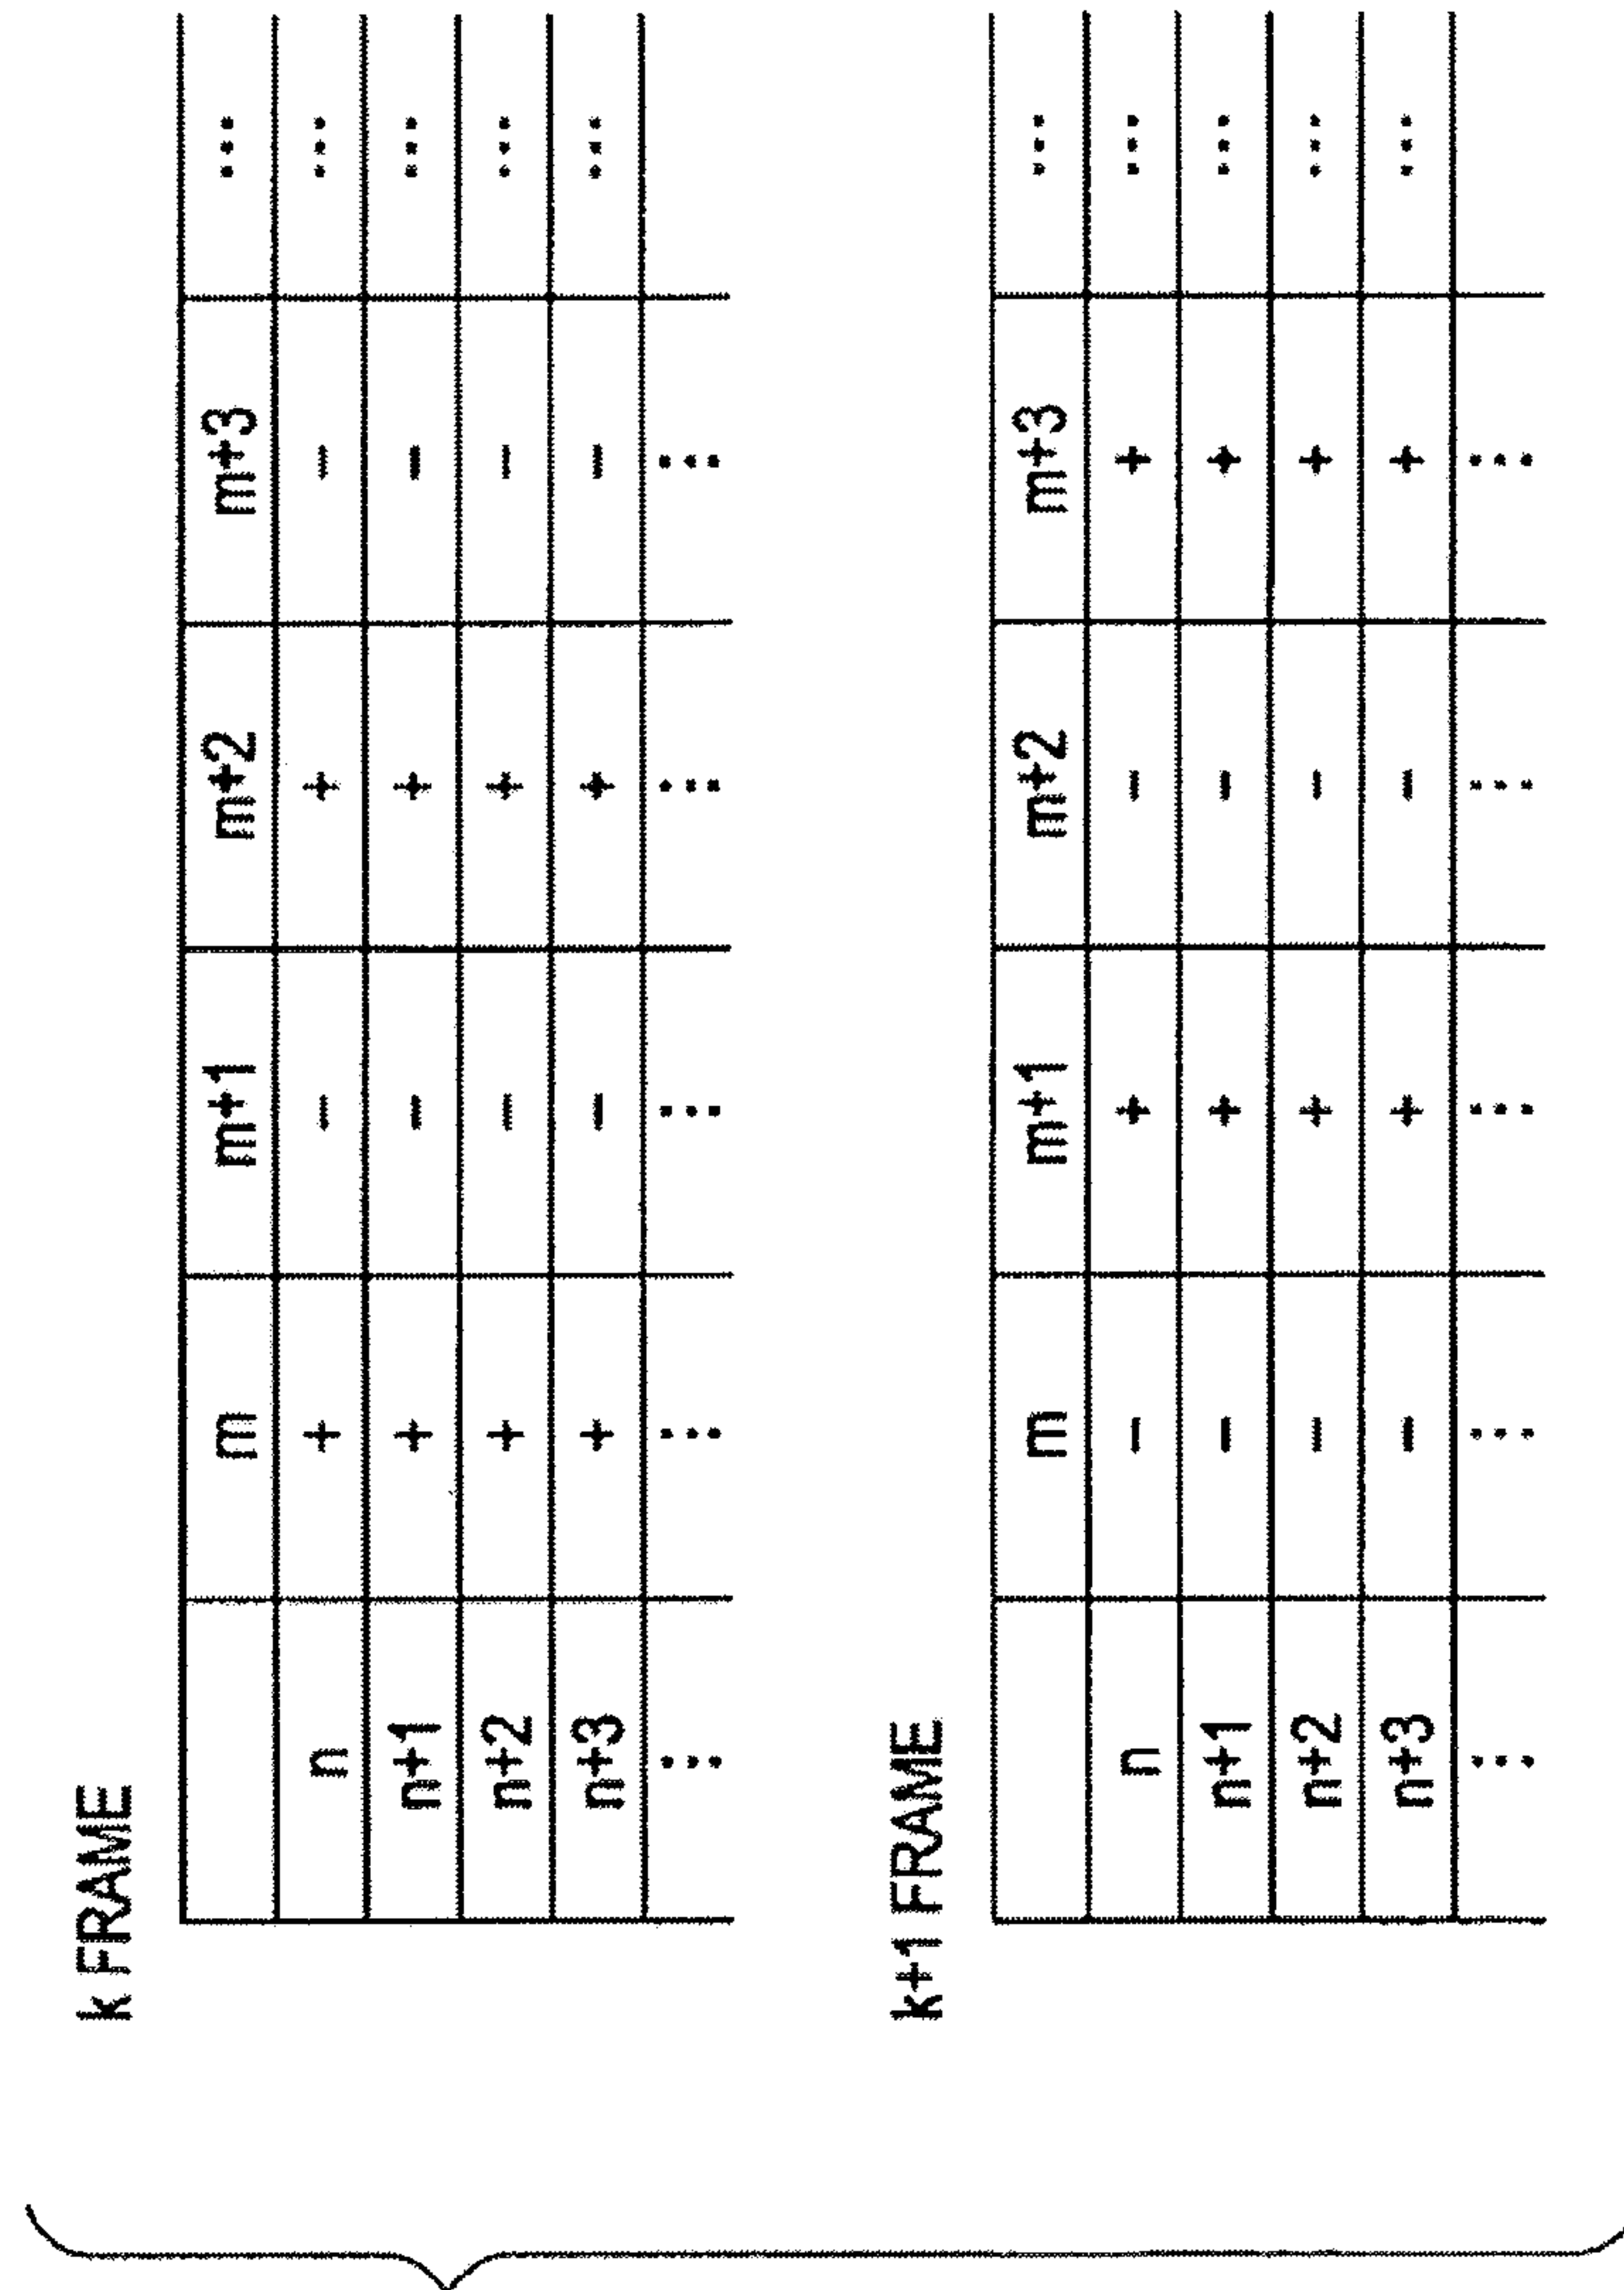 k FRAME
m m+1 m+2 m+3 ...
n + - + - ...
n+1 + - + - ...
n+2 + - + - ...
n+3 + - + - ...
... ... ... ... ...
k+1 FRAME
m m+1 m+2 m+3 ...
n - + - + ...
n+1 - + - + ...
n+2 - + - + ...
n+3 - + - + ...
... ... ... ... ...